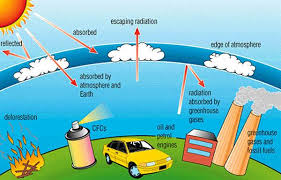 escaping radiation
absorbed
reflected
edge of atmosphere
absorbed by
atmosphere and
Earth
radiation
absorbed by
greenhouse
gases
deforestation
CFCs
oil and
petrol
engines
greenhouse
gases and
fossil fuels